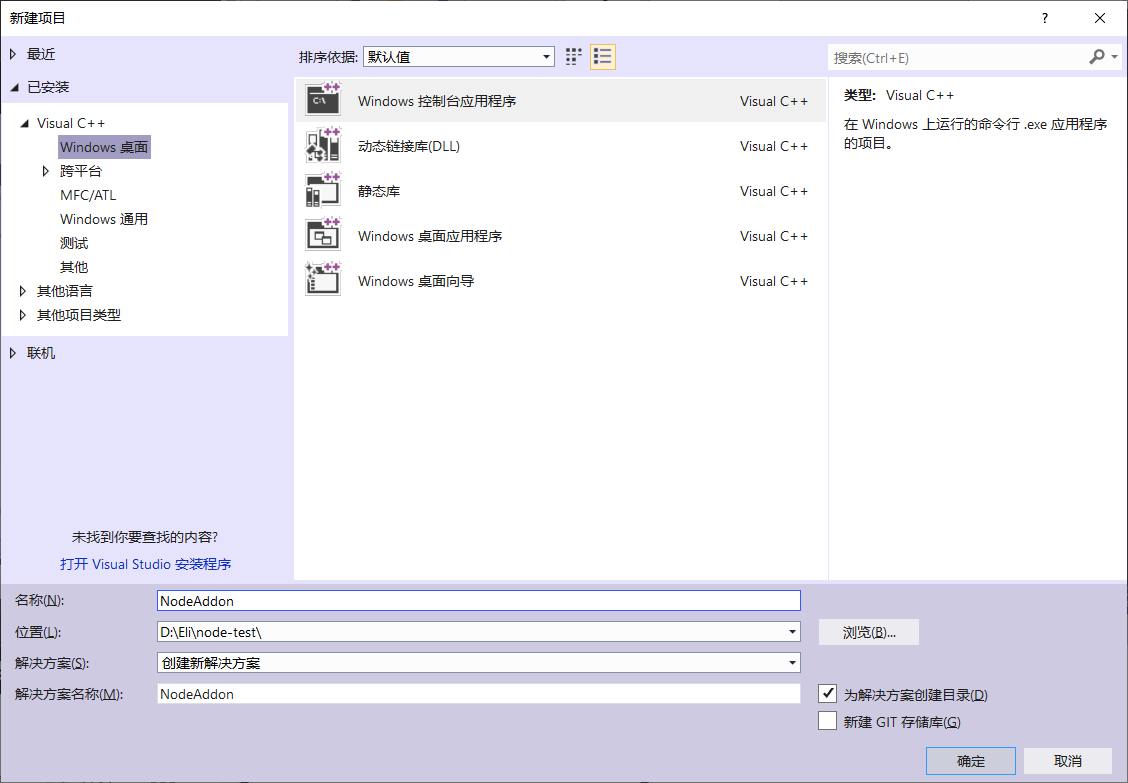 新建项目
?
最近
已安装
Visual C++
Windows 桌面
跨平台
MFC/ATL
Windows 通用
测试
其他
其他语言
其他项目类型
联机
未找到你要查找的内容?
打开 Visual Studio 安装程序
排序依据: 默认值
Windows 控制台应用程序 Visual C++
动态链接库(DLL) Visual C++
静态库 Visual C++
Windows 桌面应用程序 Visual C++
Windows 桌面向导 Visual C++
搜索(Ctrl+E)
类型: Visual C++
在 Windows 上运行的命令行 .exe 应用程序
的项目。
名称(N): NodeAddon
位置(L): D:\Eli\node-test\ 浏览(B)...
解决方案(S): 创建新解决方案
解决方案名称(M): NodeAddon
为解决方案创建目录(D)
新建 GIT 存储库(G)
确定 取消